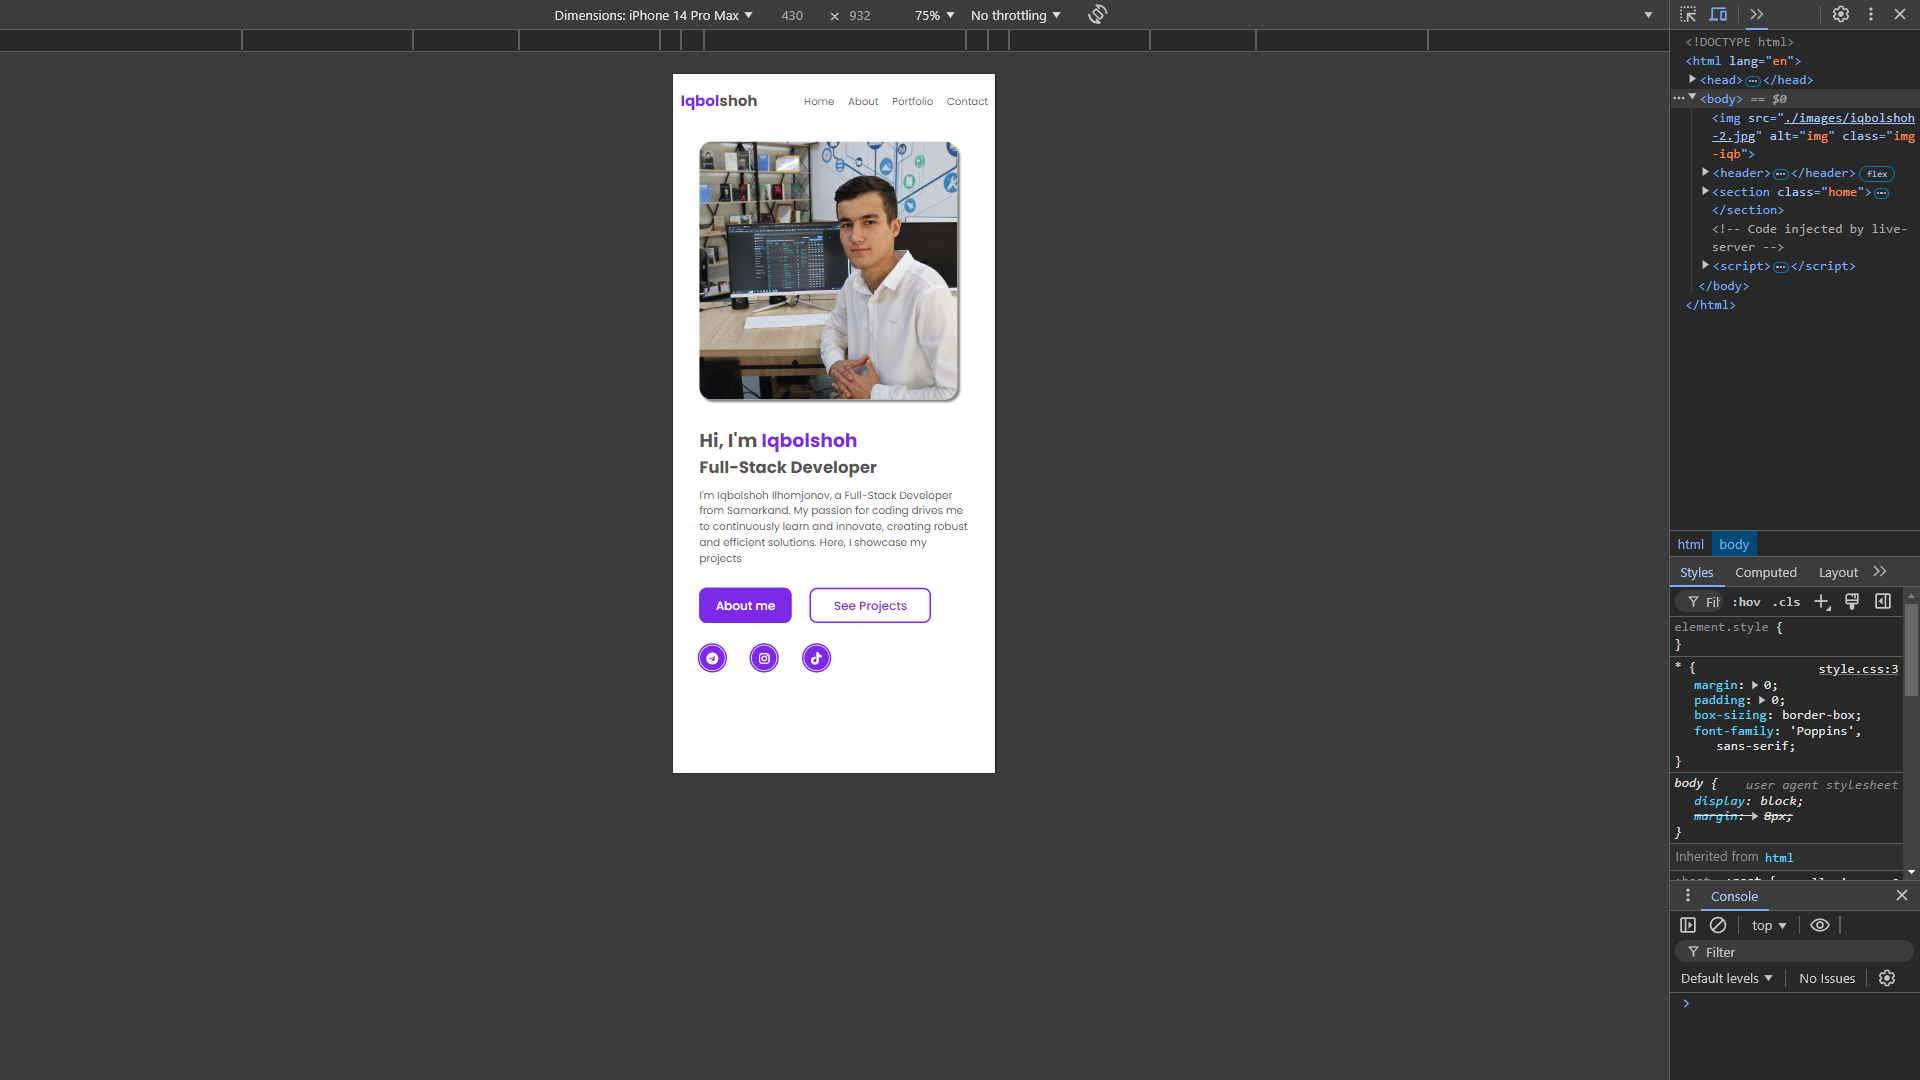 Dimensions: iPhone 14 Pro Max 430 × 932 75% No throttling
Iqbolshoh
Home About Portfolio Contact
Hi, I'm Iqbolshoh
Full-Stack Developer
I'm Iqbolshoh Ilhomjonov, a Full-Stack Developer
from Samarkand. My passion for coding drives me
to continuously learn and innovate, creating robust
and efficient solutions. Here, I showcase my
projects
About me See Projects
<!DOCTYPE html>
<html lang="en">
<head>…</head>
<body> == $0
<img src="./images/iqbolshoh
-2.jpg" alt="img" class="img
-iqb">
<header>…</header> flex
<section class="home">…
</section>
<!-- Code injected by live-
server -->
<script>…</script>
</body>
</html>
html body
Styles Computed Layout
Fil :hov .cls
element.style {
}
* { style.css:3
margin: 0;
padding: 0;
box-sizing: border-box;
font-family: 'Poppins',
sans-serif;
}
body { user agent stylesheet
display: block;
margin: 8px;
}
Inherited from html
Console
top
Filter
Default levels No Issues